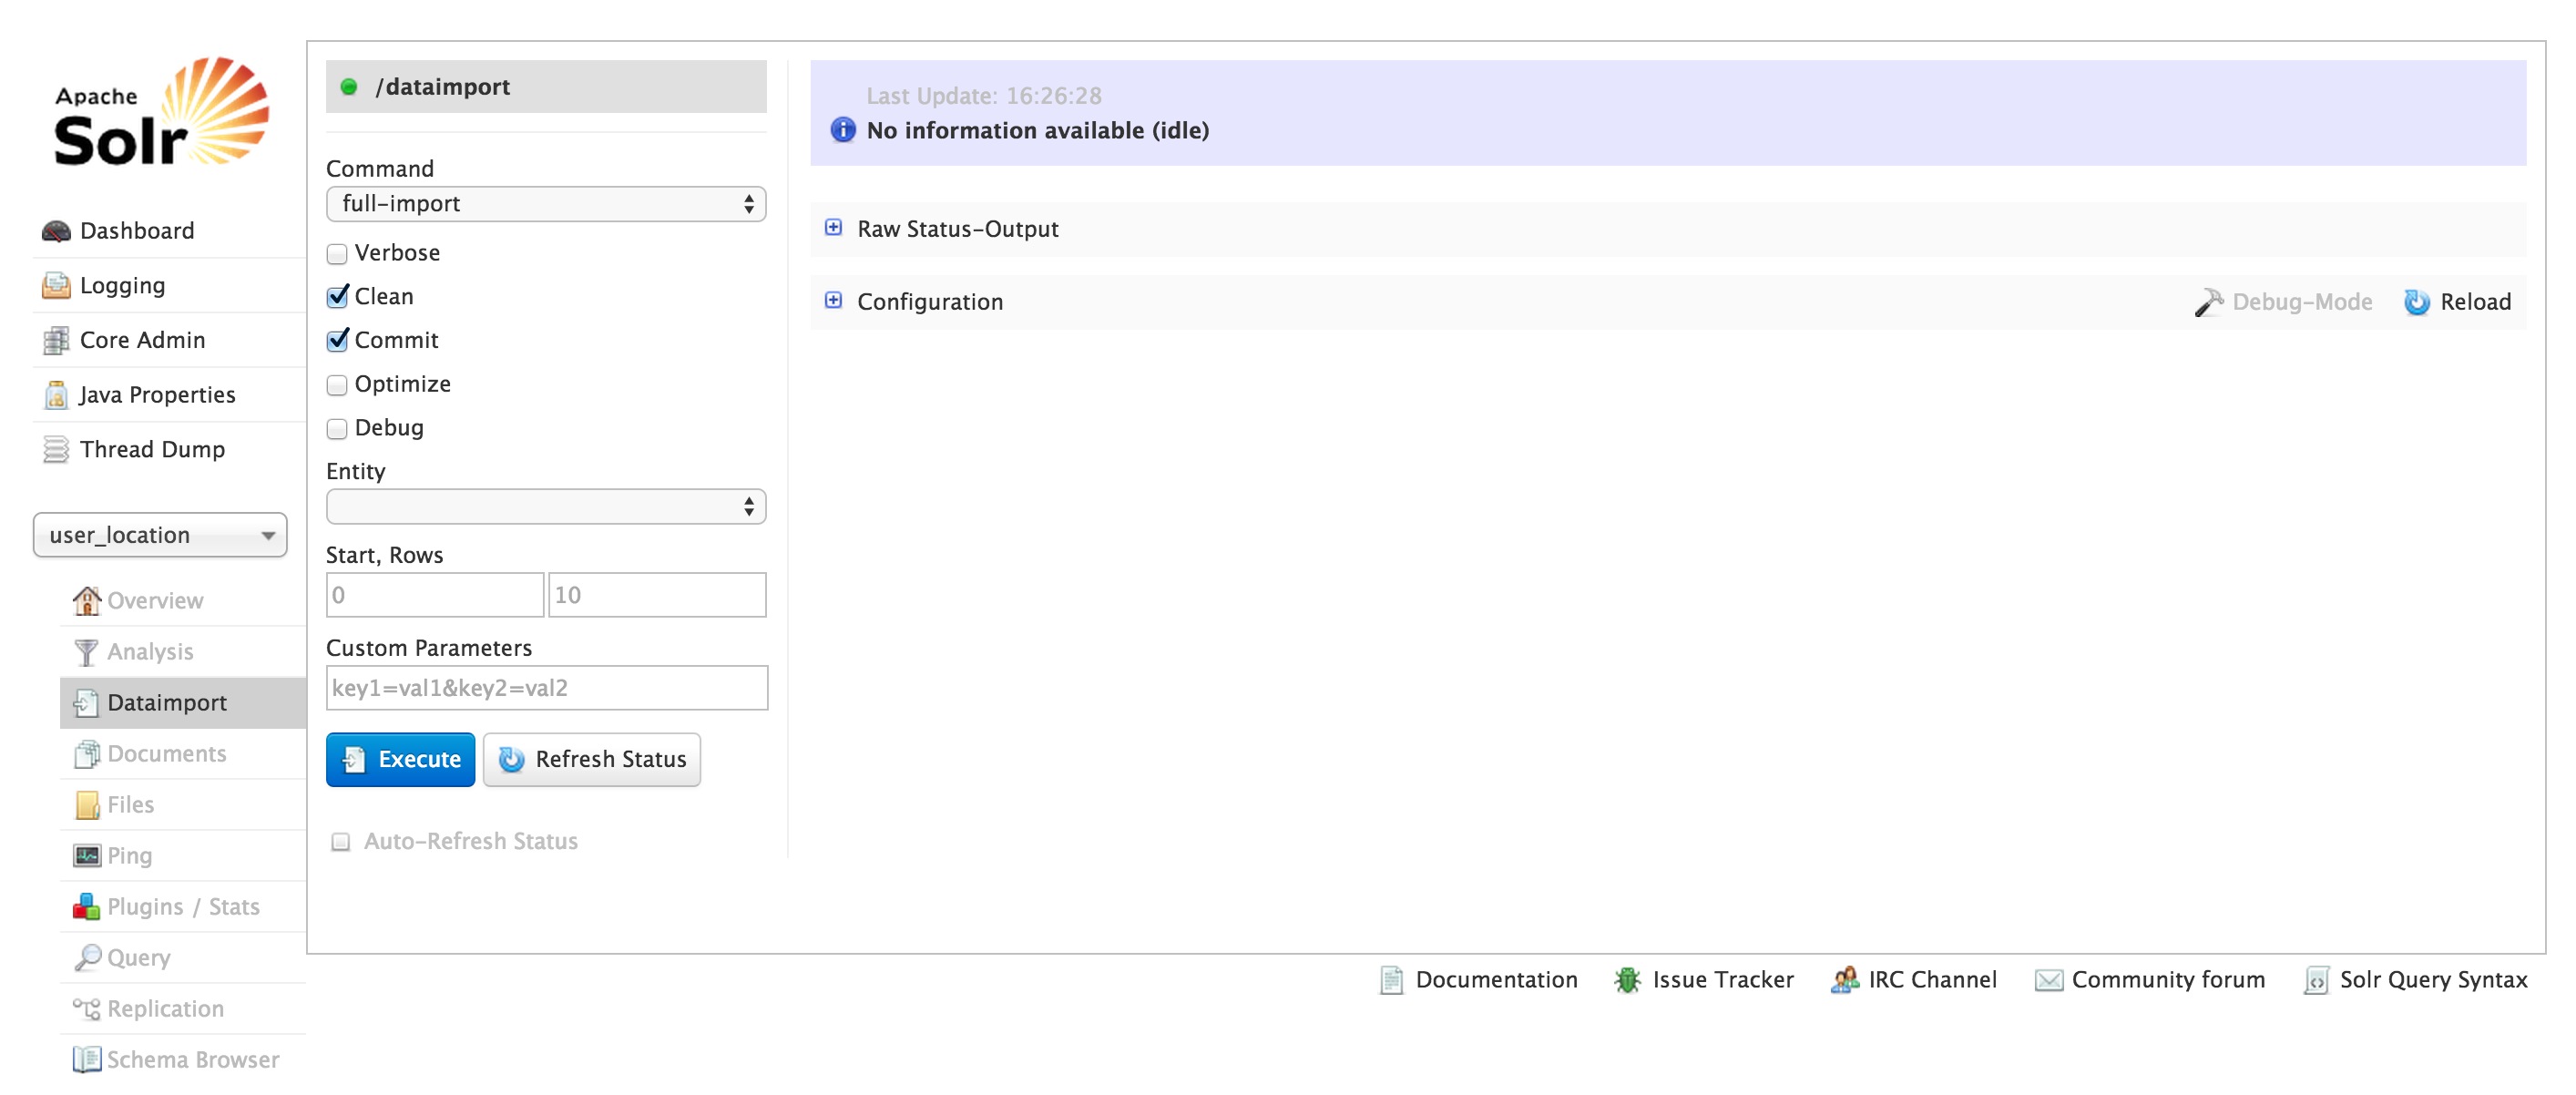 Apache
Solr
Dashboard
Logging
Core Admin
Java Properties
Thread Dump
user_location
Overview
Analysis
Dataimport
Documents
Files
Ping
Plugins / Stats
Query
Replication
Schema Browser
/dataimport
Command
full-import
Verbose
Clean
Commit
Optimize
Debug
Entity
Start, Rows
0 10
Custom Parameters
key1=val1&key2=val2
Execute Refresh Status
Auto-Refresh Status
Last Update: 16:26:28
No information available (idle)
Raw Status-Output
Configuration Debug-Mode Reload
Documentation Issue Tracker IRC Channel Community forum Solr Query Syntax